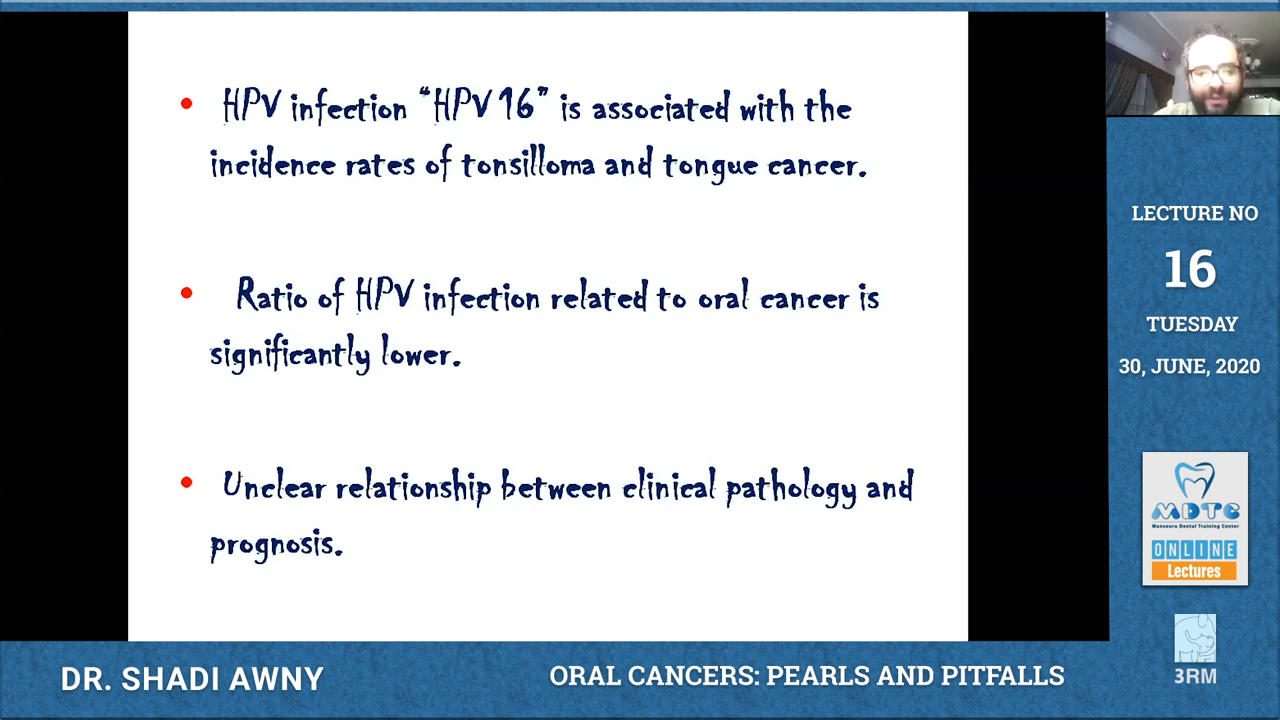 • HPV infection “HPV 16” is associated with the
incidence rates of tonsilloma and tongue cancer.
• Ratio of HPV infection related to oral cancer is
significantly lower.
• Unclear relationship between clinical pathology and
prognosis.
LECTURE NO
16
TUESDAY
30, JUNE, 2020
MDTC
Mansoura Dental Training Center
ONLINE
Lectures
3RM
DR. SHADI AWNY
ORAL CANCERS: PEARLS AND PITFALLS